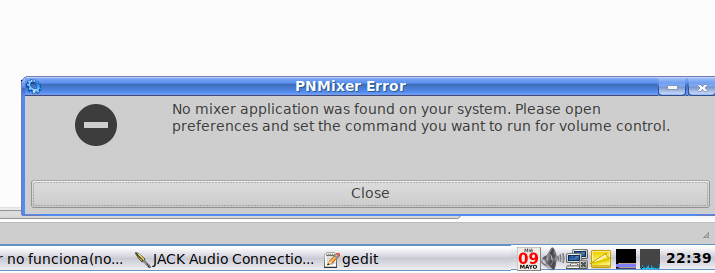 PNMixer Error
No mixer application was found on your system. Please open
preferences and set the command you want to run for volume control.
Close
r no funciona(no...
JACK Audio Connectio...
gedit
Mié
09
MAYO
22:39